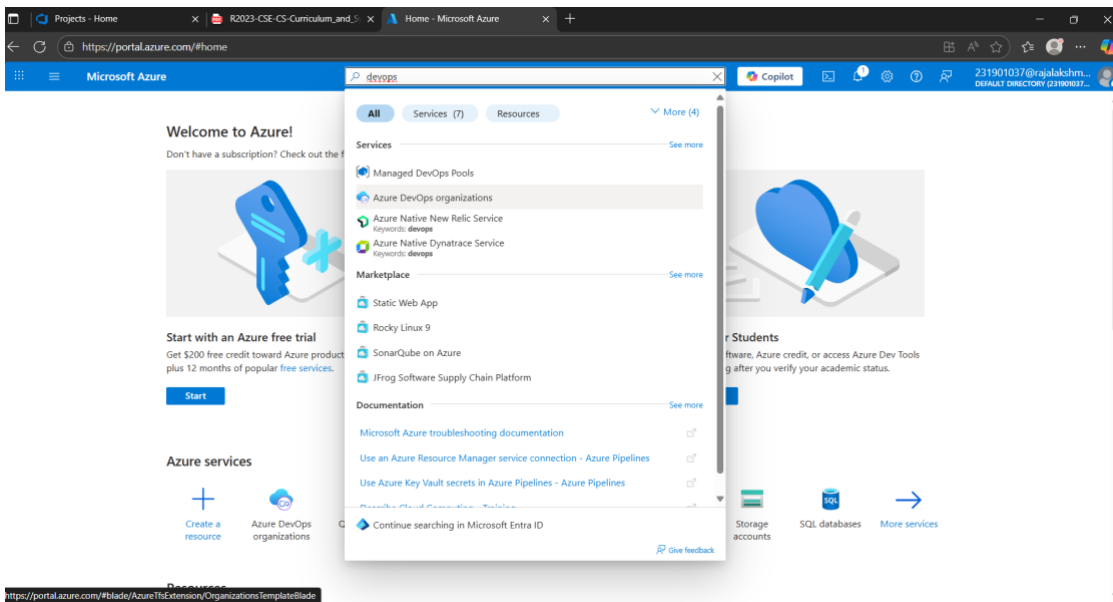 Projects - Home
R2023-CSE-CS-Curriculum_and_S
Home - Microsoft Azure
https://portal.azure.com/#home
Microsoft Azure
devops
Copilot
1
231901037@rajalakshm...
DEFAULT DIRECTORY (231901037...
All
Services (7)
Resources
More (4)
Welcome to Azure!
Don't have a subscription? Check out the f
Services
See more
Managed DevOps Pools
Azure DevOps organizations
Azure Native New Relic Service
Keywords: devops
Azure Native Dynatrace Service
Keywords: devops
Marketplace
See more
Static Web App
Rocky Linux 9
SonarQube on Azure
JFrog Software Supply Chain Platform
Documentation
See more
Microsoft Azure troubleshooting documentation
Use an Azure Resource Manager service connection - Azure Pipelines
Use Azure Key Vault secrets in Azure Pipelines - Azure Pipelines
Describe Cloud Computing - Training
Continue searching in Microsoft Entra ID
Give feedback
Start with an Azure free trial
Get $200 free credit toward Azure product
plus 12 months of popular free services.
Start
r Students
ftware, Azure credit, or access Azure Dev Tools
g after you verify your academic status.
Azure services
Create a
resource
Azure DevOps
organizations
Storage
accounts
SQL
SQL databases
More services
Resources
https://portal.azure.com/#blade/AzureTfsExtension/OrganizationsTemplateBlade